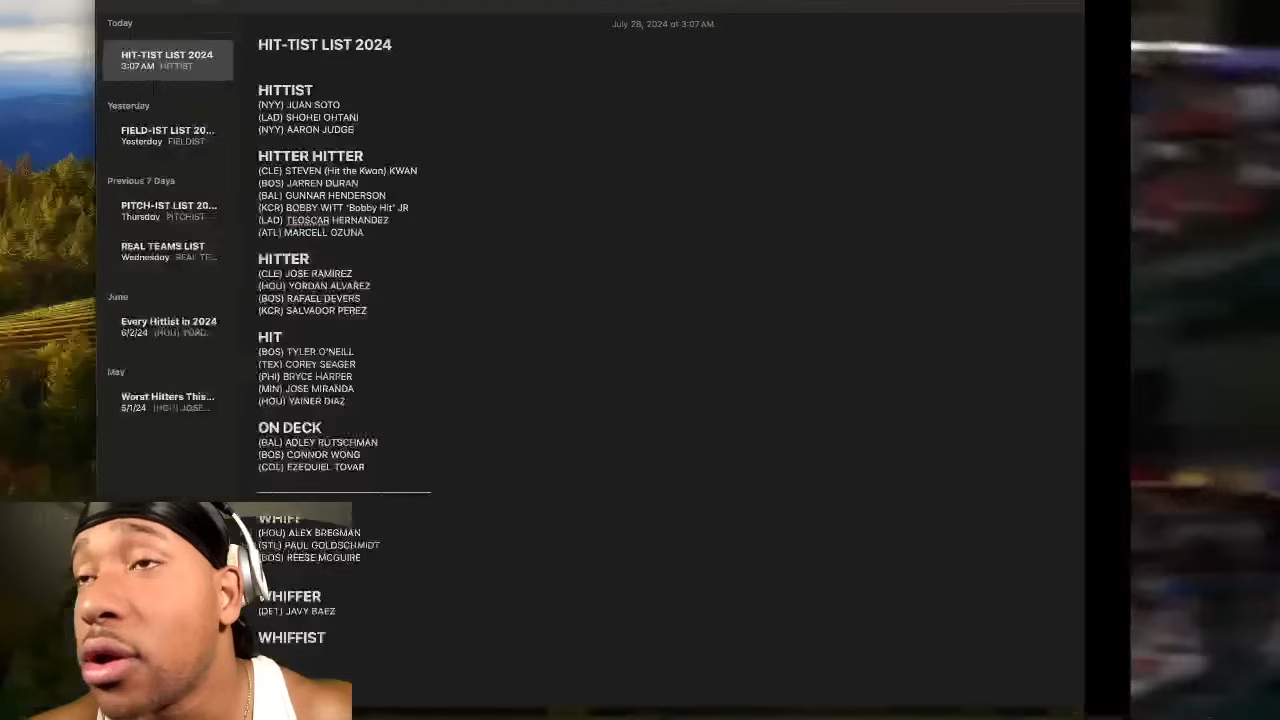 Today
HIT-TIST LIST 2024
3:07 AM HITTIST
Yesterday
FIELD-IST LIST 20...
Yesterday FIELDIST
Previous 7 Days
PITCH-IST LIST 20...
Thursday PITCHIST
REAL TEAMS LIST
Wednesday REAL TE...
June
Every Hittist in 2024
6/2/24 (HOU) YORD...
May
Worst Hitters This...
5/1/24 (HOU) JOSE...
July 28, 2024 at 3:07 AM
HIT-TIST LIST 2024
HITTIST
(NYY) JUAN SOTO
(LAD) SHOHEI OHTANI
(NYY) AARON JUDGE
HITTER HITTER
(CLE) STEVEN (Hit the Kwan) KWAN
(BOS) JARREN DURAN
(BAL) GUNNAR HENDERSON
(KCR) BOBBY WITT 'Bobby Hit' JR
(LAD) TEOSCAR HERNANDEZ
(ATL) MARCELL OZUNA
HITTER
(CLE) JOSE RAMIREZ
(HOU) YORDAN ALVAREZ
(BOS) RAFAEL DEVERS
(KCR) SALVADOR PEREZ
HIT
(BOS) TYLER O'NEILL
(TEX) COREY SEAGER
(PHI) BRYCE HARPER
(MIN) JOSE MIRANDA
(HOU) YAINER DIAZ
ON DECK
(BAL) ADLEY RUTSCHMAN
(BOS) CONNOR WONG
(COL) EZEQUIEL TOVAR
WHIFF
(HOU) ALEX BREGMAN
(STL) PAUL GOLDSCHMIDT
(BOS) REESE MCGUIRE
WHIFFER
(DET) JAVY BAEZ
WHIFFIST